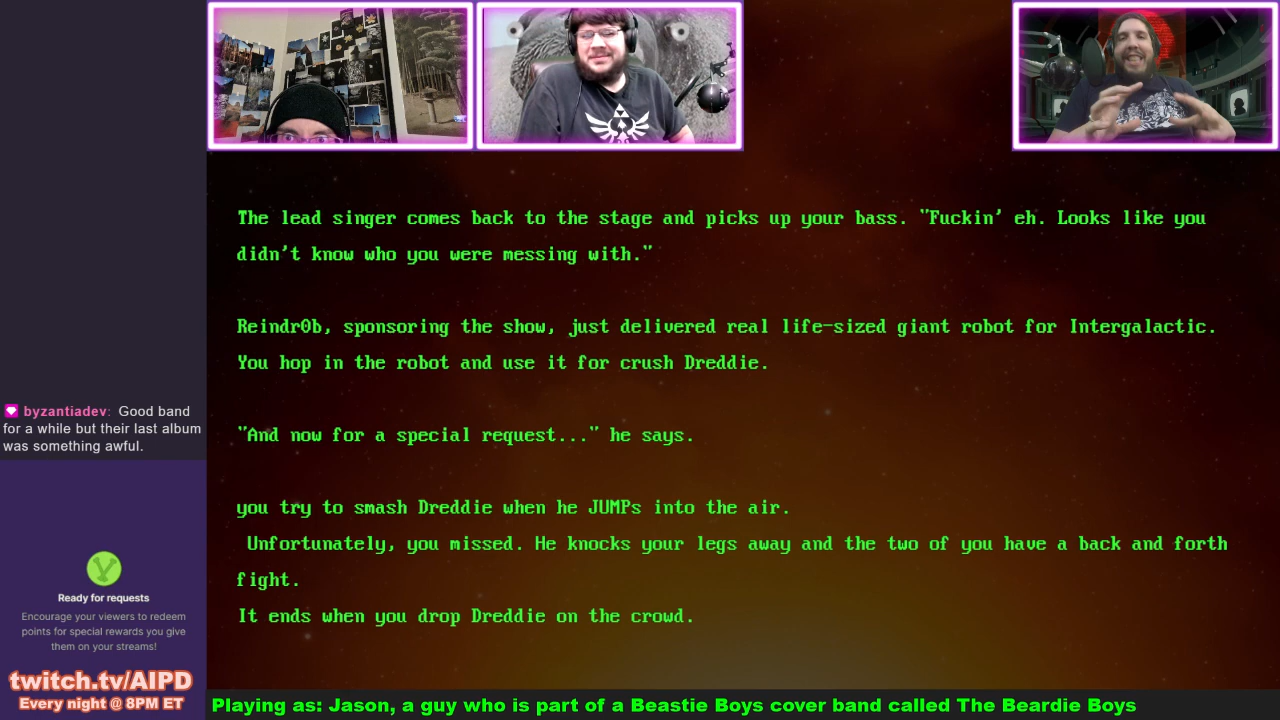 The lead singer comes back to the stage and picks up your bass. "Fuckin' eh. Looks like you
didn't know who you were messing with."
Reindr0b, sponsoring the show, just delivered real life-sized giant robot for Intergalactic.
You hop in the robot and use it for crush Dreddie.
"And now for a special request..." he says.
you try to smash Dreddie when he JUMPs into the air.
Unfortunately, you missed. He knocks your legs away and the two of you have a back and forth
fight.
It ends when you drop Dreddie on the crowd.
byzantiadev: Good band
for a while but their last album
was something awful.
Ready for requests
Encourage your viewers to redeem
points for special rewards you give
them on your streams!
twitch.tv/AIPD
Every night @ 8PM ET
Playing as: Jason, a guy who is part of a Beastie Boys cover band called The Beardie Boys